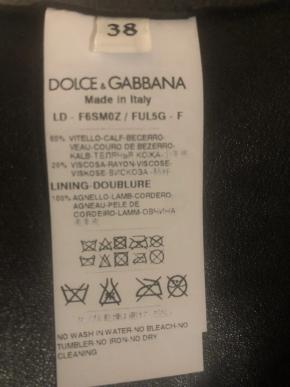 38
DOLCE & GABBANA
Made in Italy
LD - F6SM0Z / FUL5G - F
VITELLO-CALF-BECERRO-
VEAU-COURO DE BEZERRO-
KALB-ТЕЛЯЧЬЯ КОЖА-
20% VISCOSA-RAYON-VISCOSE-
VISKOSE-ВИСКОЗА-
LINING-DOUBLURE
100% AGNELLO-LAMB-CORDERO-
AGNEAU-PELE DE
CORDEIRO-LAMM-ОВЧИНА
NO WASH IN WATER-NO BLEACH-NO
TUMBLER-NO IRON-NO DRY
CLEANING